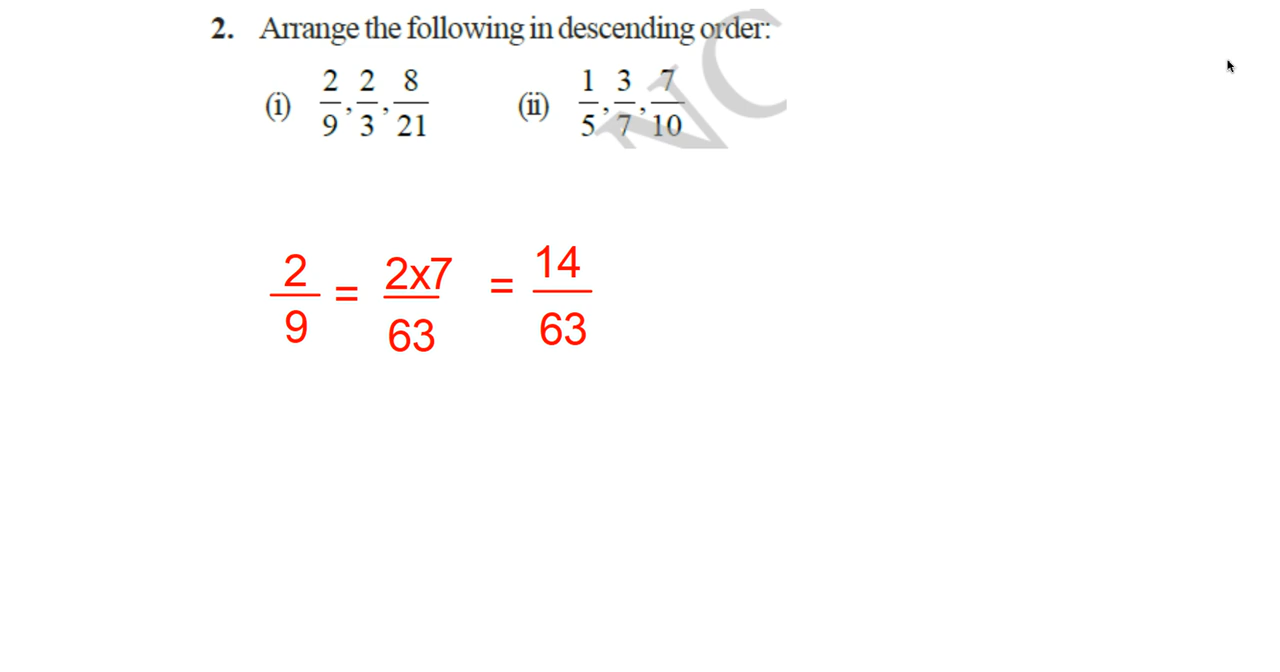 2. Arrange the following in descending order:
(i) 2/9, 2/3, 8/21 (ii) 1/5, 3/7, 7/10
NC
2/9 = 2x7/63 = 14/63